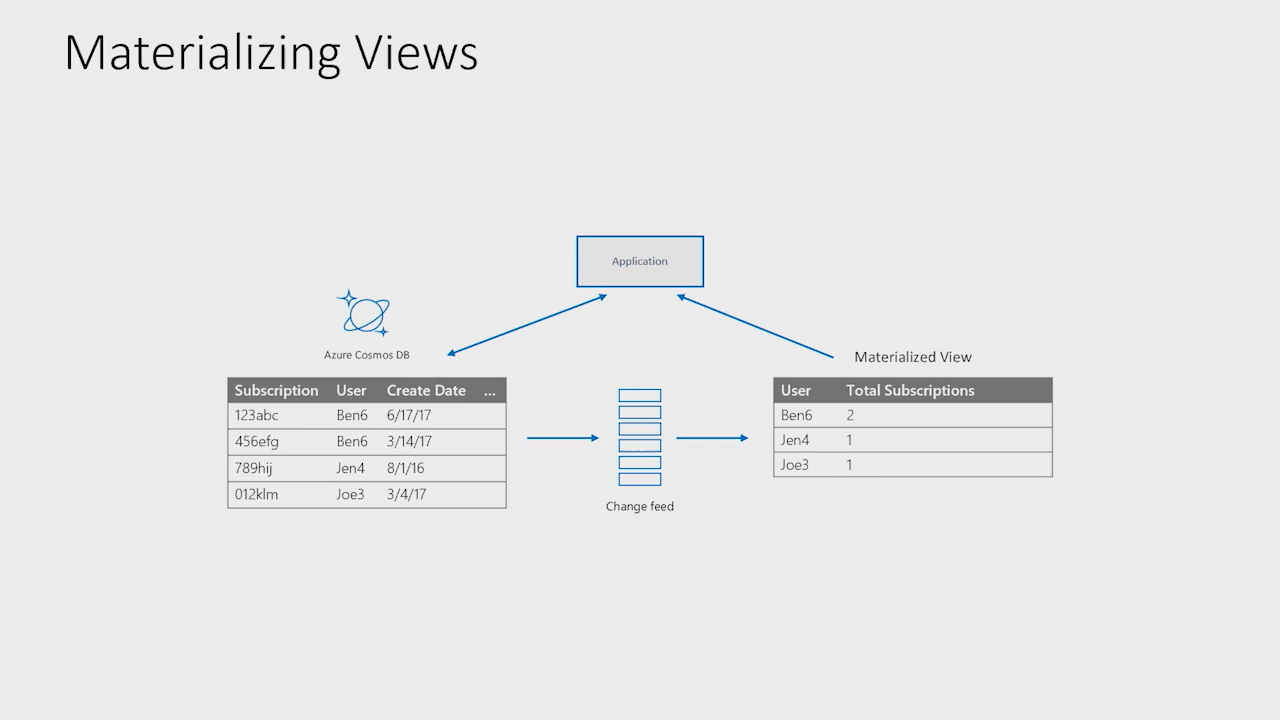 Materializing Views
Application
Azure Cosmos DB
Subscription User Create Date ...
123abc Ben6 6/17/17
456efg Ben6 3/14/17
789hij Jen4 8/1/16
012klm Joe3 3/4/17
Change feed
Materialized View
User Total Subscriptions
Ben6 2
Jen4 1
Joe3 1